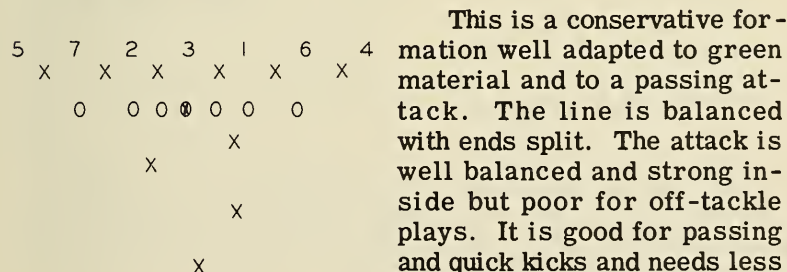 5 7 2 3 1 6 4
X X X X X X
O O O O O O
X
X
X
X
This is a conservative for-
mation well adapted to green
material and to a passing at-
tack. The line is balanced
with ends split. The attack is
well balanced and strong in-
side but poor for off-tackle
plays. It is good for passing
and quick kicks and needs less